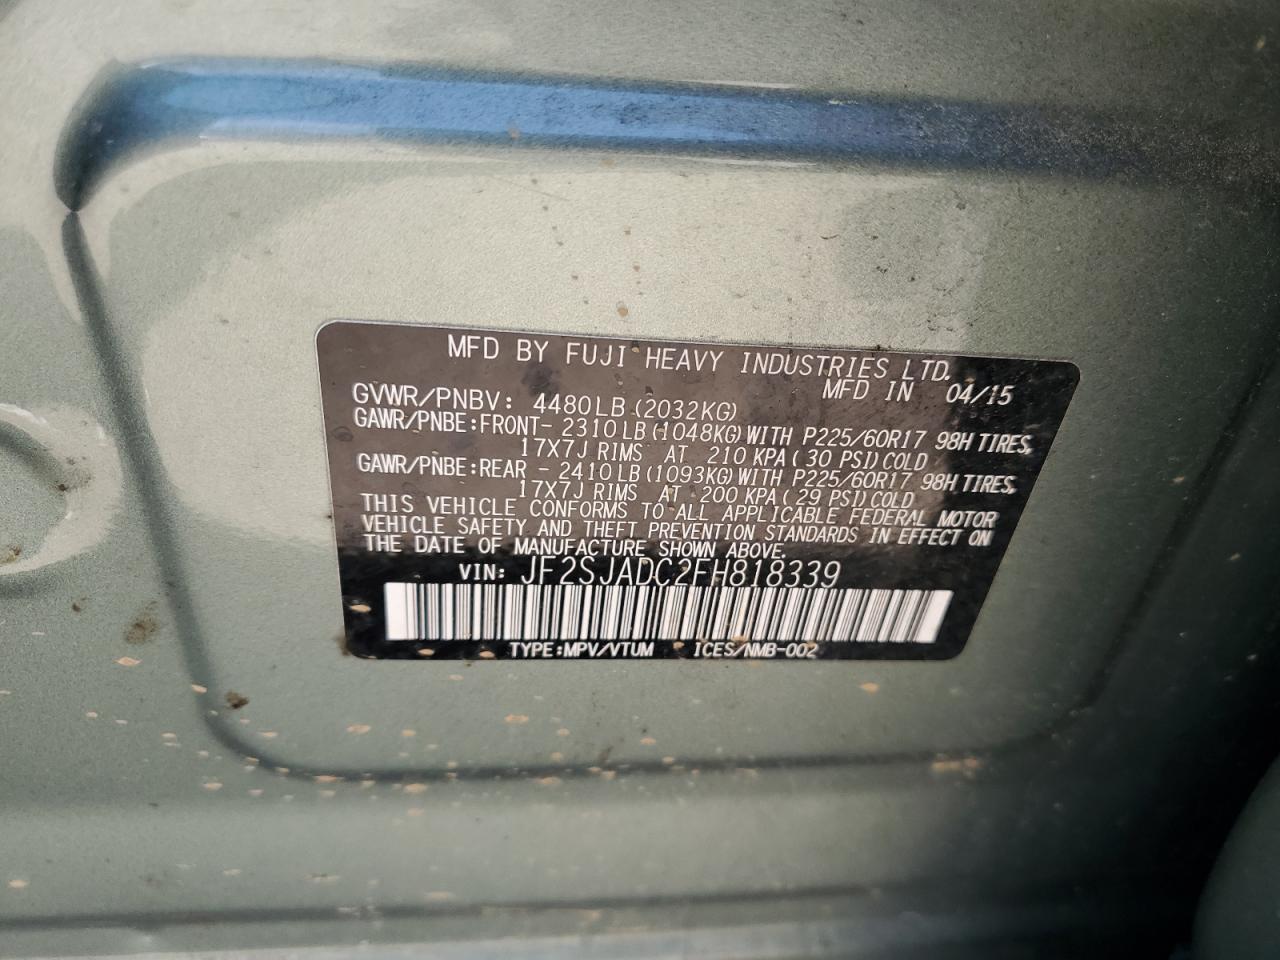 MFD BY FUJI HEAVY INDUSTRIES LTD.
MFD IN 04/15
GVWR/PNBV: 4480LB(2032KG)
GAWR/PNBE:FRONT- 2310LB(1048KG)WITH P225/60R17 98H TIRES,
17X7J RIMS AT 210 KPA(30 PSI)COLD
GAWR/PNBE:REAR - 2410LB(1093KG)WITH P225/60R17 98H TIRES,
17X7J RIMS AT 200 KPA(29 PSI)COLD
THIS VEHICLE CONFORMS TO ALL APPLICABLE FEDERAL MOTOR
VEHICLE SAFETY AND THEFT PREVENTION STANDARDS IN EFFECT ON
THE DATE OF MANUFACTURE SHOWN ABOVE.
VIN: JF2SJADC2FH818339
TYPE:MPV/VTUM ICES/NMB-002